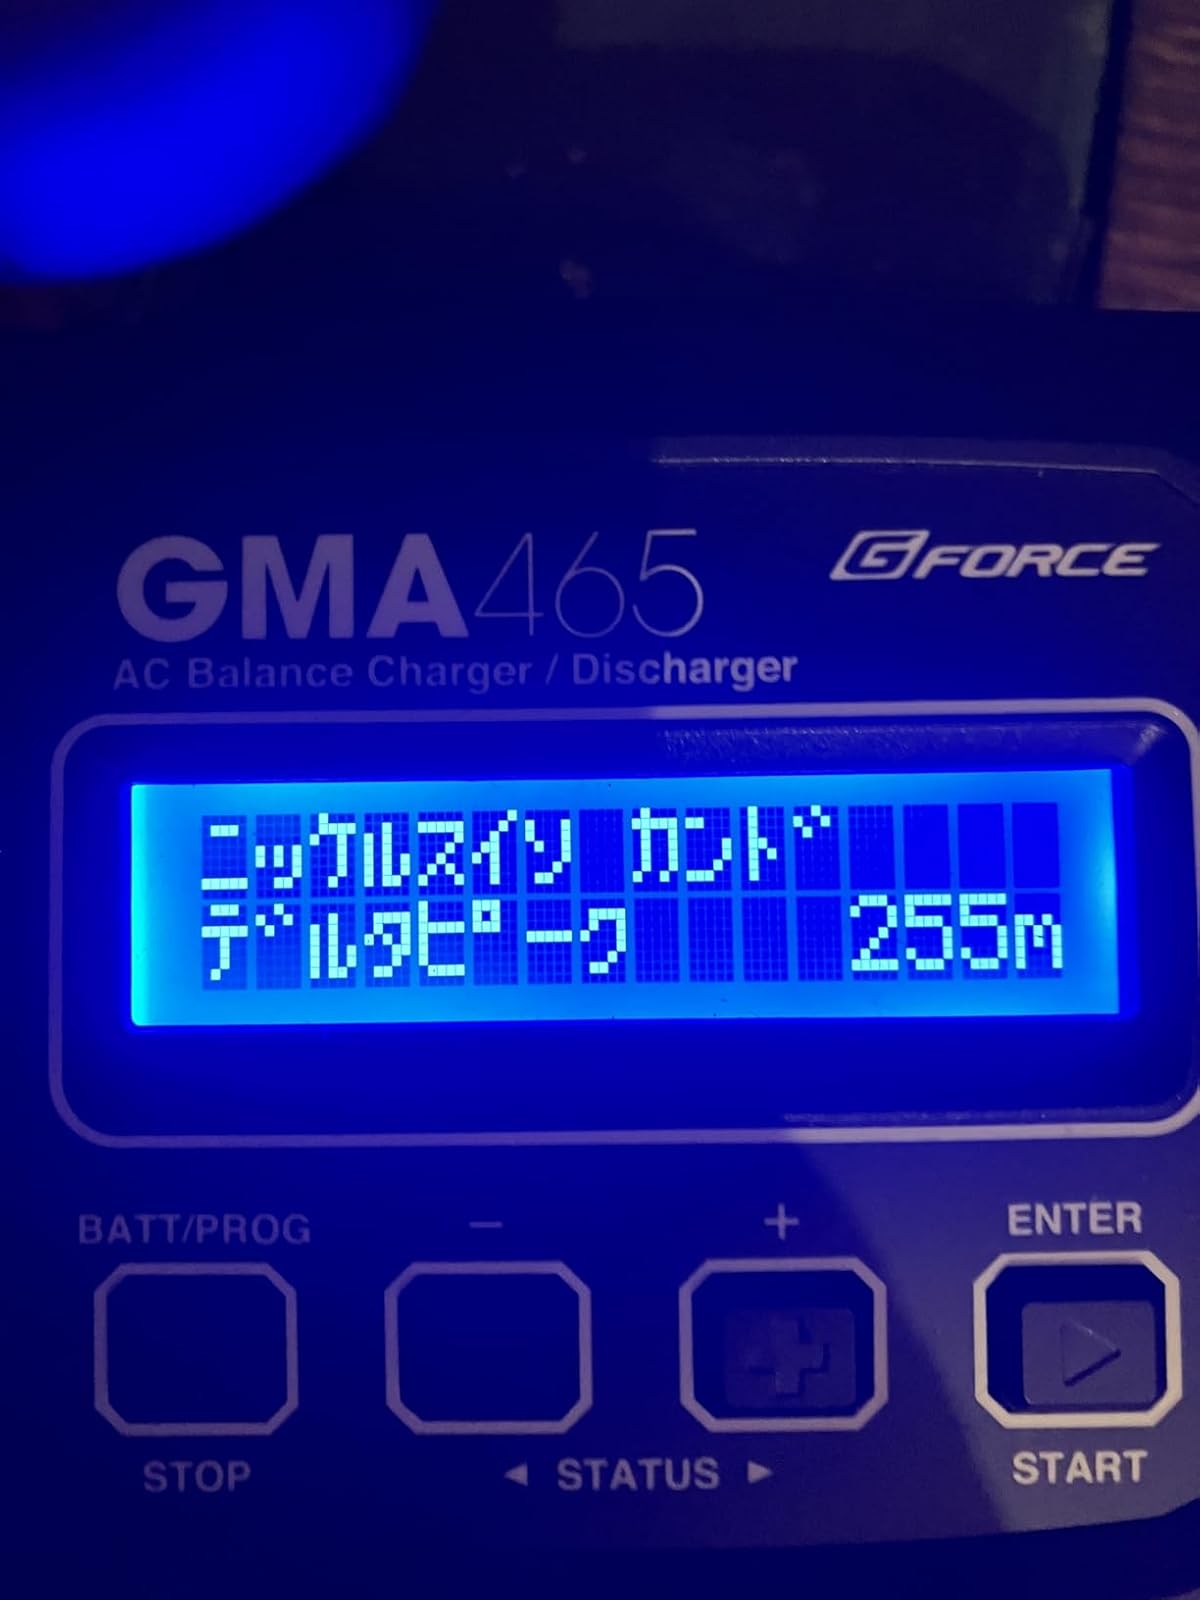 GMA465
G FORCE
AC Balance Charger / Discharger
ニッケルスイソ カンド
デルタピーク 255m
BATT/PROG
−
+
ENTER
STOP
◄ STATUS ►
START